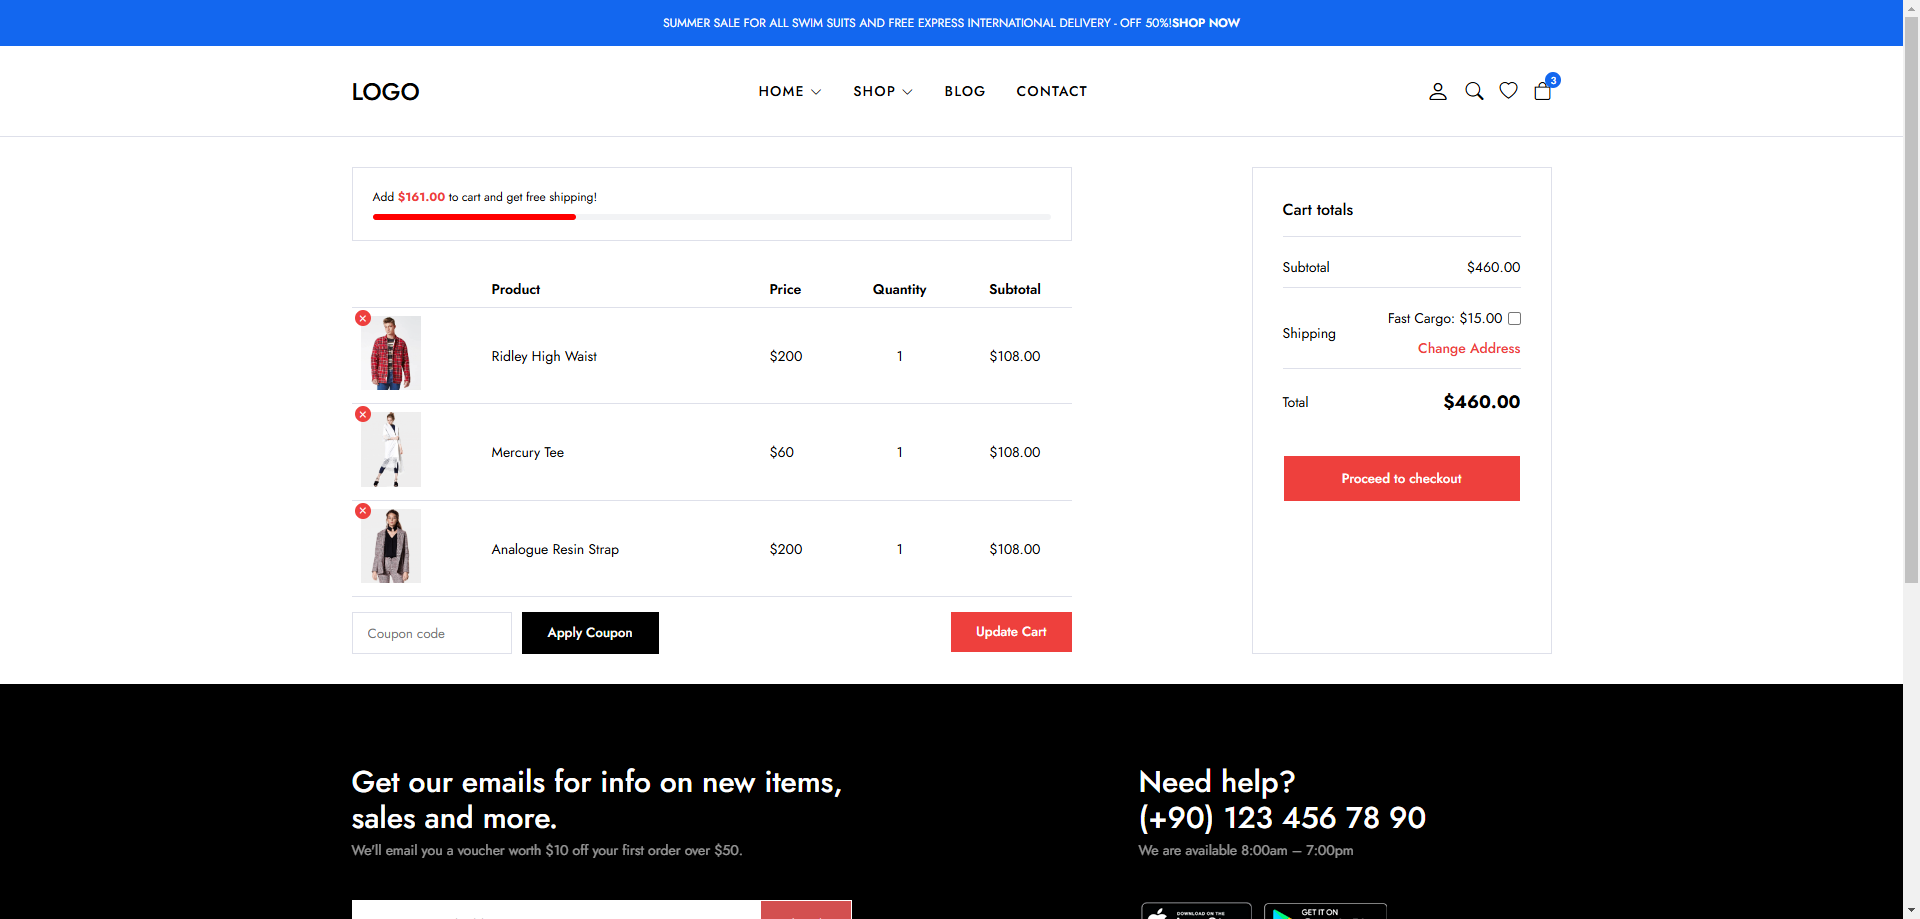 SUMMER SALE FOR ALL SWIM SUITS AND FREE EXPRESS INTERNATIONAL DELIVERY - OFF 50%!SHOP NOW
LOGO
HOME SHOP BLOG CONTACT
3
Add $161.00 to cart and get free shipping!
Product Price Quantity Subtotal
Ridley High Waist $200 1 $108.00
Mercury Tee $60 1 $108.00
Analogue Resin Strap $200 1 $108.00
Coupon code
Apply Coupon
Update Cart
Cart totals
Subtotal $460.00
Shipping
Fast Cargo: $15.00
Change Address
Total $460.00
Proceed to checkout
Get our emails for info on new items,
sales and more.
We'll email you a voucher worth $10 off your first order over $50.
Need help?
(+90) 123 456 78 90
We are available 8:00am – 7:00pm
DOWNLOAD ON THE
GET IT ON